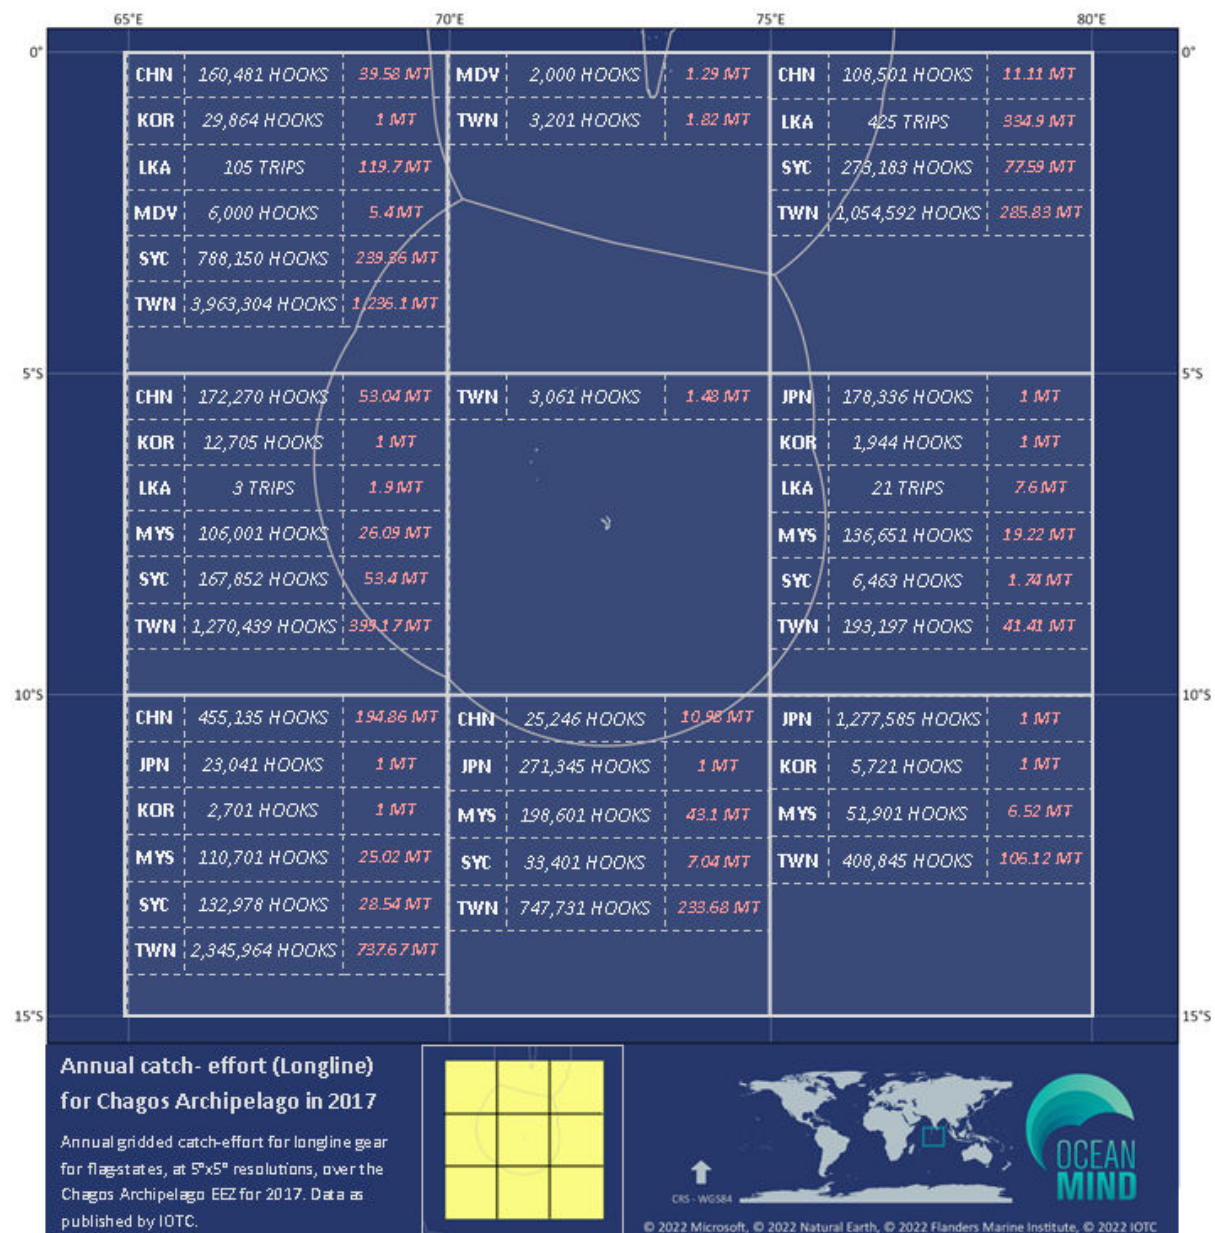 65°E 70°E 75°E 80°E
0° 0°
CHN 160,481 HOOKS 39.58 MT MDV 2,000 HOOKS 1.29 MT CHN 108,501 HOOKS 11.11 MT
KOR 29,864 HOOKS 1 MT TWN 3,201 HOOKS 1.82 MT LKA 425 TRIPS 334.9 MT
LKA 105 TRIPS 119.7 MT SYC 273,183 HOOKS 77.59 MT
MDV 6,000 HOOKS 5.4 MT TWN 1,054,592 HOOKS 285.83 MT
SYC 788,150 HOOKS 239.36 MT
TWN 3,963,304 HOOKS 1,236.1 MT
5°S 5°S
CHN 172,270 HOOKS 53.04 MT TWN 3,061 HOOKS 1.48 MT JPN 178,336 HOOKS 1 MT
KOR 12,705 HOOKS 1 MT KOR 1,944 HOOKS 1 MT
LKA 3 TRIPS 1.9 MT LKA 21 TRIPS 7.6 MT
MYS 106,001 HOOKS 26.09 MT MYS 136,651 HOOKS 19.22 MT
SYC 167,852 HOOKS 53.4 MT SYC 6,463 HOOKS 1.74 MT
TWN 1,270,439 HOOKS 399.17 MT TWN 193,197 HOOKS 41.41 MT
10°S 10°S
CHN 455,135 HOOKS 194.86 MT CHN 25,246 HOOKS 10.98 MT JPN 1,277,585 HOOKS 1 MT
JPN 23,041 HOOKS 1 MT JPN 271,345 HOOKS 1 MT KOR 5,721 HOOKS 1 MT
KOR 2,701 HOOKS 1 MT MYS 198,601 HOOKS 43.1 MT MYS 51,901 HOOKS 6.52 MT
MYS 110,701 HOOKS 25.02 MT SYC 33,401 HOOKS 7.04 MT TWN 408,845 HOOKS 106.12 MT
SYC 132,978 HOOKS 28.54 MT TWN 747,731 HOOKS 233.68 MT
TWN 2,345,964 HOOKS 737.67 MT
15°S 15°S
Annual catch- effort (Longline)
for Chagos Archipelago in 2017
Annual gridded catch-effort for longline gear
for flag-states, at 5°x5° resolutions, over the
Chagos Archipelago EEZ for 2017. Data as
published by IOTC.
CRS - WGS84
OCEAN
MIND
© 2022 Microsoft, © 2022 Natural Earth, © 2022 Flanders Marine Institute, © 2022 IOTC